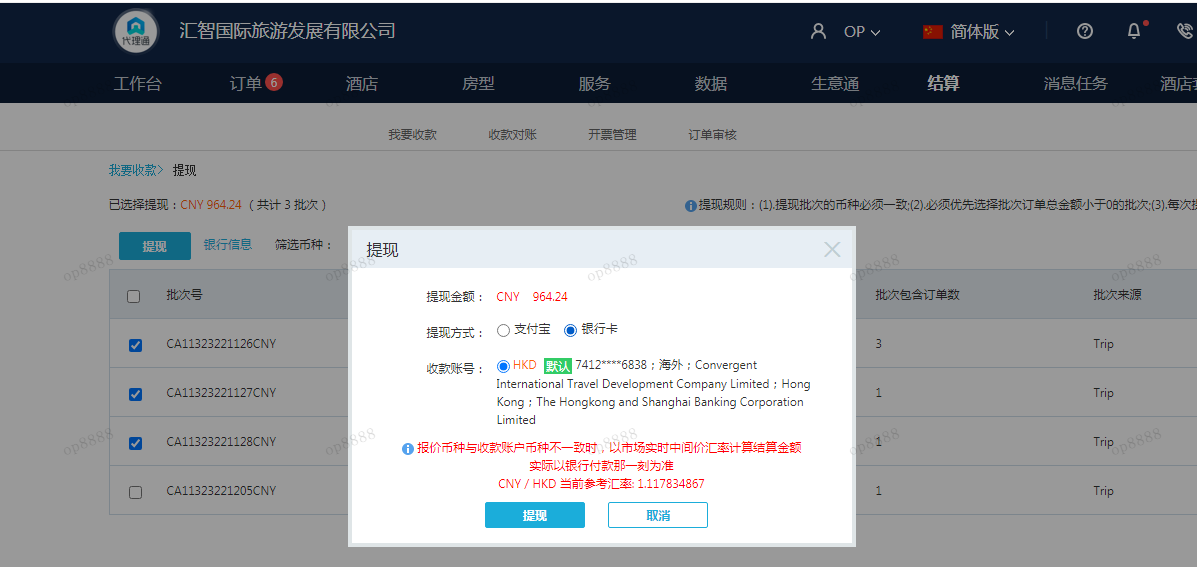 代理通
汇智国际旅游发展有限公司
OP
简体版
工作台
订单 6
酒店
房型
服务
数据
生意通
结算
消息任务
酒店套
我要收款
收款对账
开票管理
订单审核
我要收款> 提现
已选择提现：CNY 964.24 （ 共计 3 批次 ）
提现规则：(1).提现批次的币种必须一致;(2).必须优先选择批次订单总金额小于0的批次;(3).每次提
提现
银行信息
筛选币种：
批次号
批次包含订单数
批次来源
CA11323221126CNY
3
Trip
CA11323221127CNY
1
Trip
CA11323221128CNY
1
Trip
CA11323221205CNY
1
Trip
提现
提现金额： CNY 964.24
提现方式： 支付宝 银行卡
收款账号： HKD 默认 7412****6838；海外；Convergent
International Travel Development Company Limited；Hong
Kong；The Hongkong and Shanghai Banking Corporation
Limited
报价币种与收款账户币种不一致时，以市场实时中间价汇率计算结算金额
实际以银行付款那一刻为准
CNY / HKD 当前参考汇率: 1.117834867
提现
取消
op8888
op8888
op8888
op8888
op8888
op8888
op8888
op8888
op8888